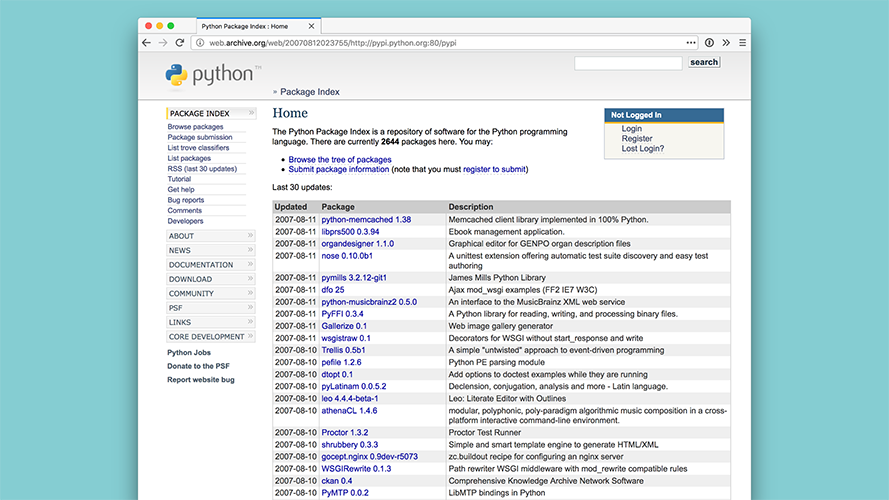 Python Package Index : Home
web.archive.org/web/20070812023755/http://pypi.python.org:80/pypi
python™
search
» Package Index
PACKAGE INDEX »
Browse packages
Package submission
List trove classifiers
List packages
RSS (last 30 updates)
Tutorial
Get help
Bug reports
Comments
Developers
ABOUT »
NEWS »
DOCUMENTATION »
DOWNLOAD »
COMMUNITY »
PSF »
LINKS »
CORE DEVELOPMENT »
Python Jobs
Donate to the PSF
Report website bug
Home
The Python Package Index is a repository of software for the Python programming
language. There are currently 2644 packages here. You may:
• Browse the tree of packages
• Submit package information (note that you must register to submit)
Not Logged In
Login
Register
Lost Login?
Last 30 updates:
Updated Package Description
2007-08-11 python-memcached 1.38 Memcached client library implemented in 100% Python.
2007-08-11 libprs500 0.3.94 Ebook management application.
2007-08-11 organdesigner 1.1.0 Graphical editor for GENPO organ description files
2007-08-11 nose 0.10.0b1 A unittest extension offering automatic test suite discovery and easy test
authoring
2007-08-11 pymills 3.2.12-git1 James Mills Python Library
2007-08-11 dfo 25 Ajax mod_wsgi examples (FF2 IE7 W3C)
2007-08-11 python-musicbrainz2 0.5.0 An interface to the MusicBrainz XML web service
2007-08-11 PyFFI 0.3.4 A Python library for reading, writing, and processing binary files.
2007-08-11 Gallerize 0.1 Web image gallery generator
2007-08-11 wsgistraw 0.1 Decorators for WSGI without start_response and write
2007-08-10 Trellis 0.5b1 A simple "untwisted" approach to event-driven programming
2007-08-10 pefile 1.2.6 Python PE parsing module
2007-08-10 dtopt 0.1 Add options to doctest examples while they are running
2007-08-10 pyLatinam 0.0.5.2 Declension, conjugation, analysis and more - Latin language.
2007-08-10 leo 4.4.4-beta-1 Leo: Literate Editor with Outlines
2007-08-10 athenaCL 1.4.6 modular, polyphonic, poly-paradigm algorithmic music composition in a cross-
platform interactive command-line environment.
2007-08-10 Proctor 1.3.2 Proctor Test Runner
2007-08-10 shrubbery 0.3.3 Simple and smart template engine to generate HTML/XML
2007-08-10 gocept.nginx 0.9dev-r5073 zc.buildout recipe for configuring an nginx server
2007-08-10 WSGIRewrite 0.1.3 Path rewriter WSGI middleware with mod_rewrite compatible rules
2007-08-10 ckan 0.4 Comprehensive Knowledge Archive Network Software
2007-08-10 PyMTP 0.0.2 LibMTP bindings in Python